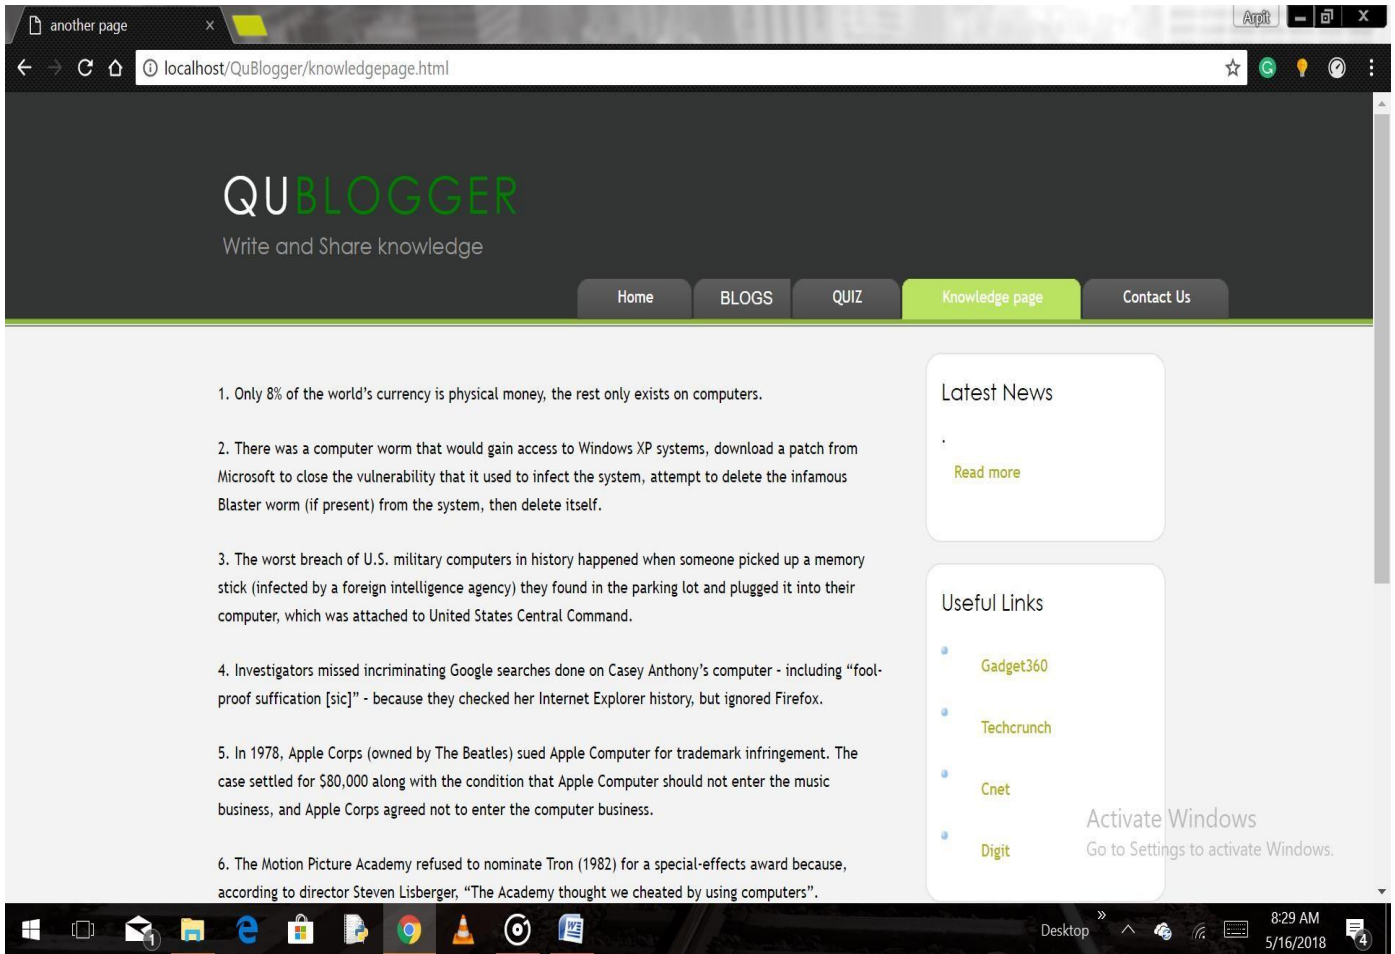 another page
Arpit
localhost/QuBlogger/knowledgepage.html
QUBLOGGER
Write and Share knowledge
Home BLOGS QUIZ Knowledge page Contact Us
1. Only 8% of the world’s currency is physical money, the rest only exists on computers.
2. There was a computer worm that would gain access to Windows XP systems, download a patch from
Microsoft to close the vulnerability that it used to infect the system, attempt to delete the infamous
Blaster worm (if present) from the system, then delete itself.
3. The worst breach of U.S. military computers in history happened when someone picked up a memory
stick (infected by a foreign intelligence agency) they found in the parking lot and plugged it into their
computer, which was attached to United States Central Command.
4. Investigators missed incriminating Google searches done on Casey Anthony’s computer - including “fool-
proof suffication [sic]” - because they checked her Internet Explorer history, but ignored Firefox.
5. In 1978, Apple Corps (owned by The Beatles) sued Apple Computer for trademark infringement. The
case settled for $80,000 along with the condition that Apple Computer should not enter the music
business, and Apple Corps agreed not to enter the computer business.
6. The Motion Picture Academy refused to nominate Tron (1982) for a special-effects award because,
according to director Steven Lisberger, “The Academy thought we cheated by using computers”.
Latest News
.
Read more
Useful Links
Gadget360
Techcrunch
Cnet
Digit
Activate Windows
Go to Settings to activate Windows.
1
Desktop
8:29 AM
5/16/2018
4